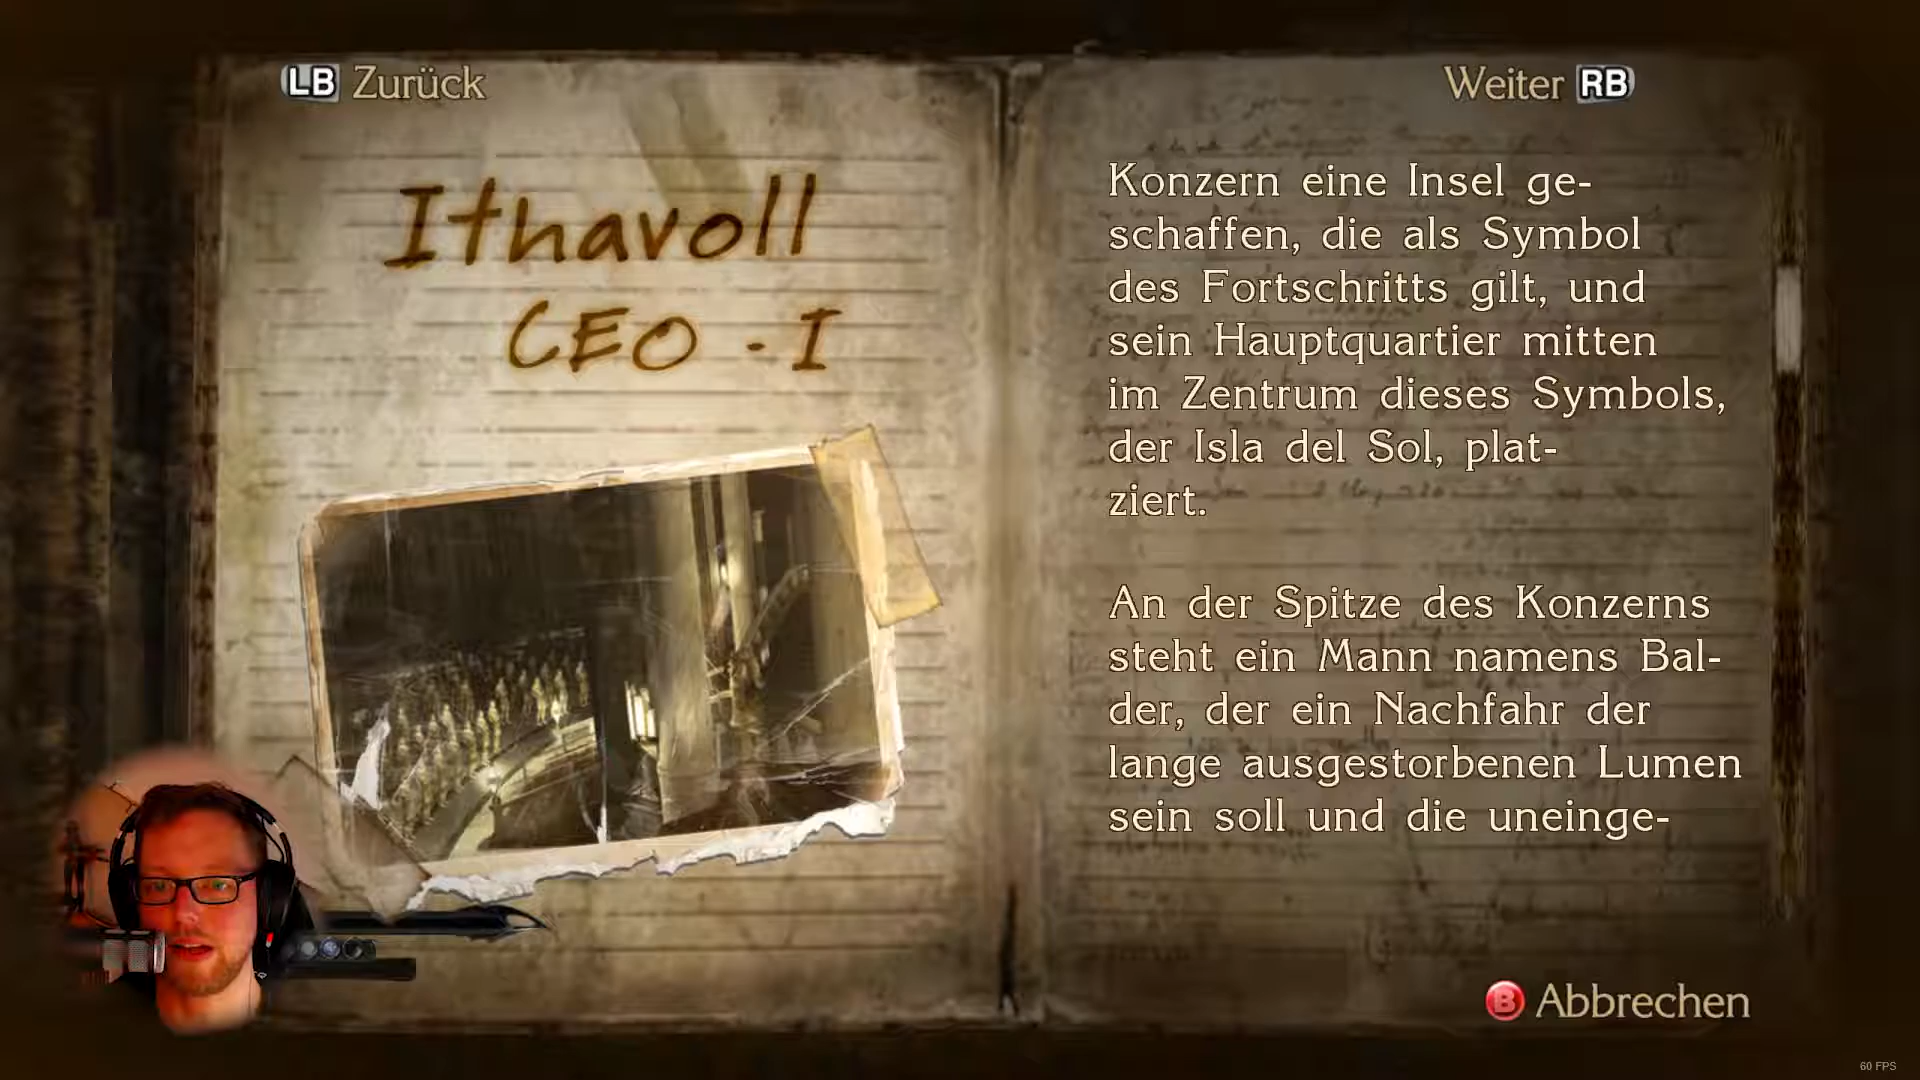 LB Zurück
Weiter RB
Ithavoll
CEO - I
Konzern eine Insel ge-
schaffen, die als Symbol
des Fortschritts gilt, und
sein Hauptquartier mitten
im Zentrum dieses Symbols,
der Isla del Sol, plat-
ziert.
An der Spitze des Konzerns
steht ein Mann namens Bal-
der, der ein Nachfahr der
lange ausgestorbenen Lumen
sein soll und die uneinge-
B Abbrechen
60 FPS